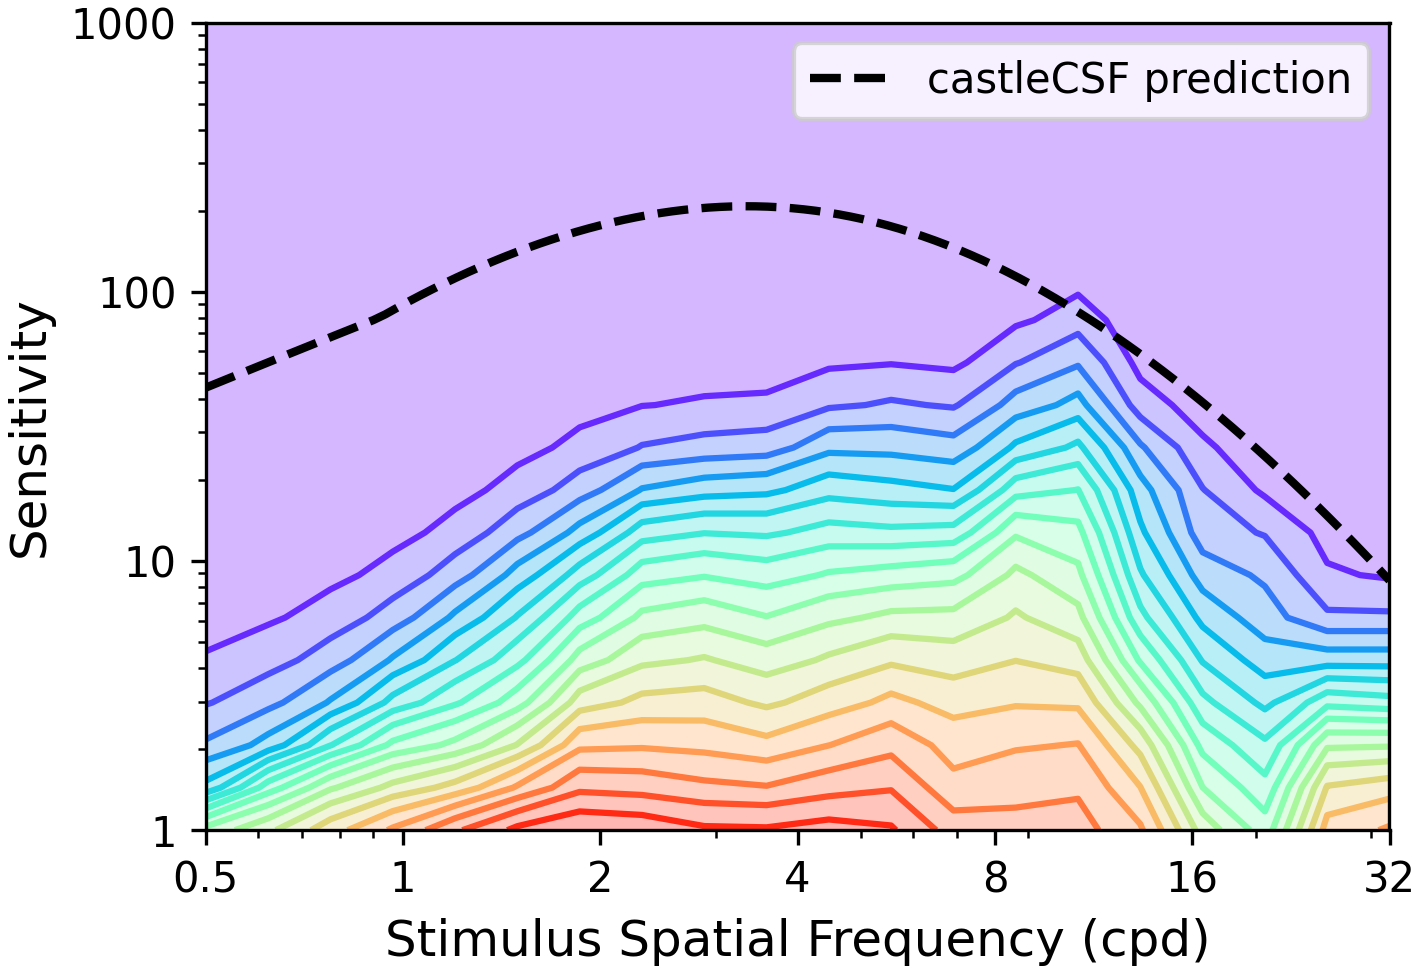 1000
100
10
1
Sensitivity
castleCSF prediction
0.5 1 2 4 8 16 32
Stimulus Spatial Frequency (cpd)